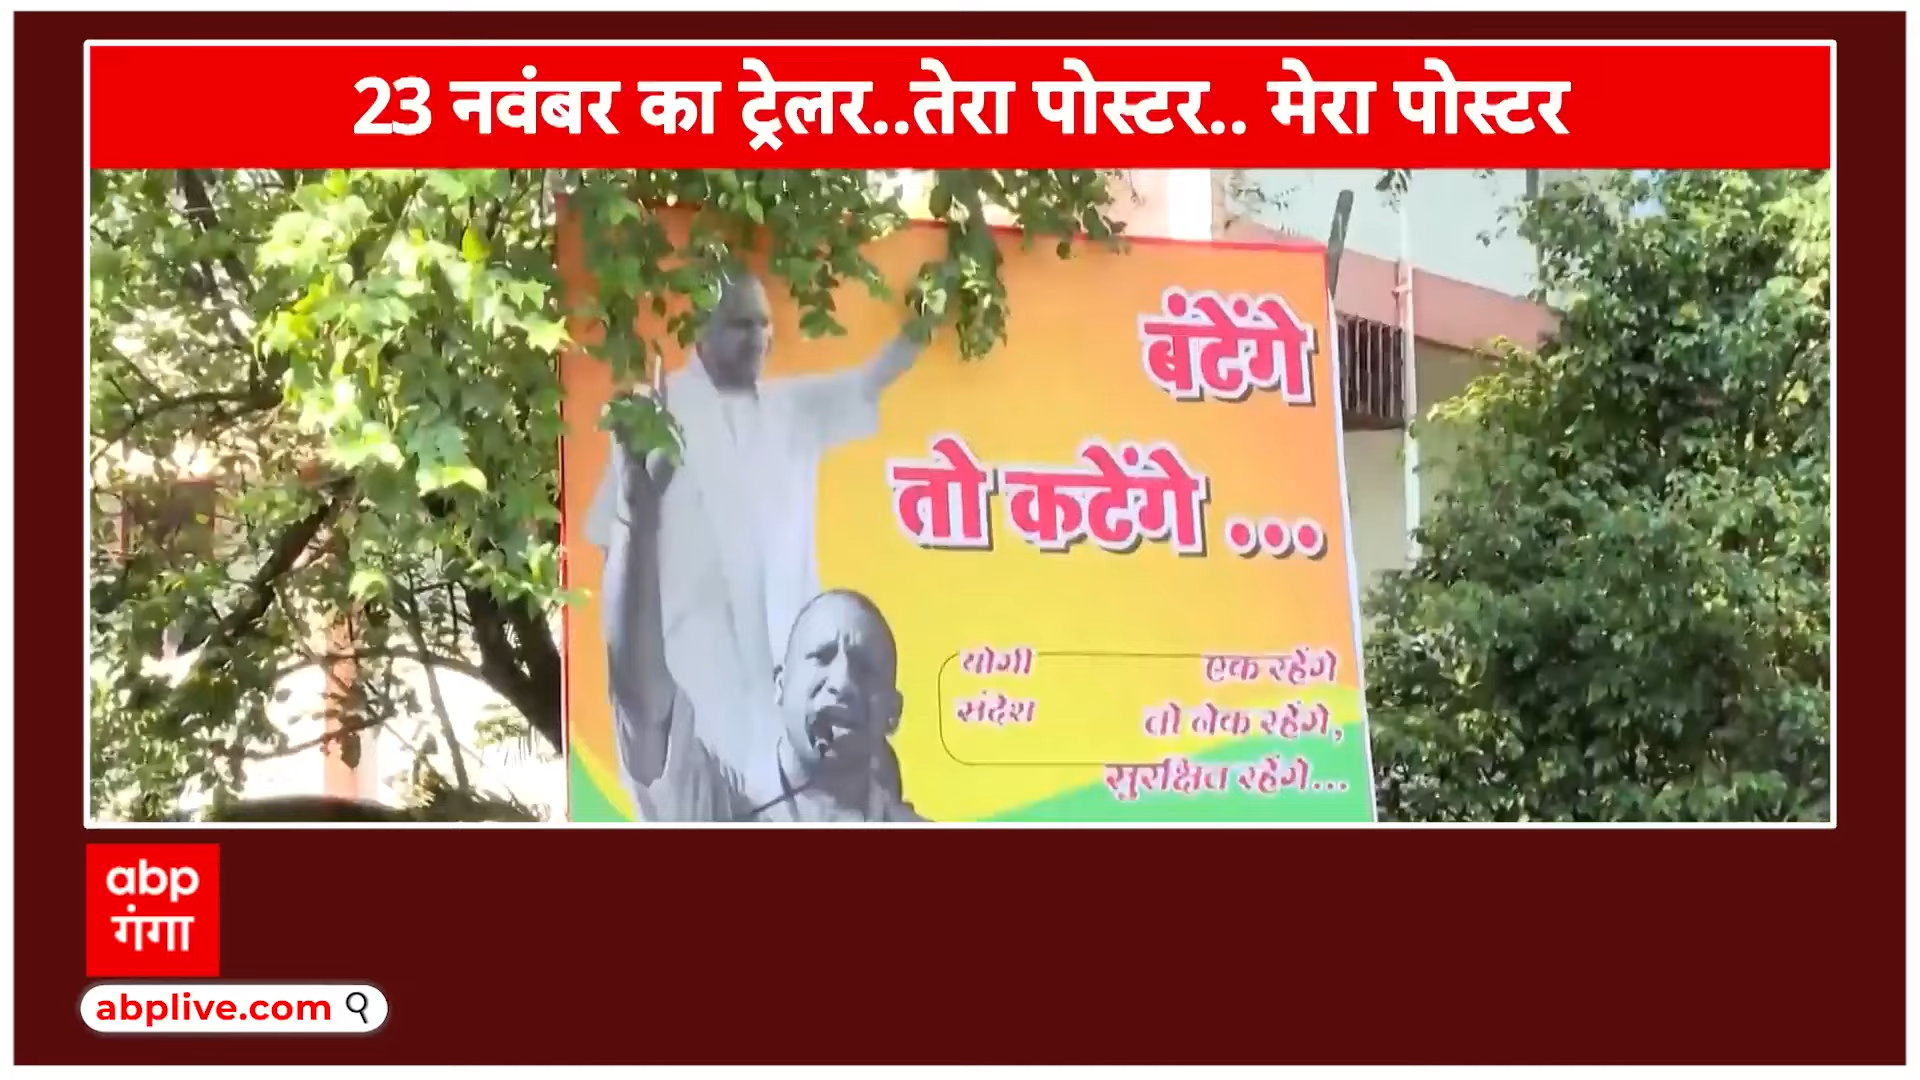 23 नवंबर का ट्रेलर..तेरा पोस्टर.. मेरा पोस्टर
बंटेंगे
तो कटेंगे ...
योगी
संदेश
एक रहेंगे
तो नेक रहेंगे,
सुरक्षित रहेंगे...
abp
गंगा
abplive.com